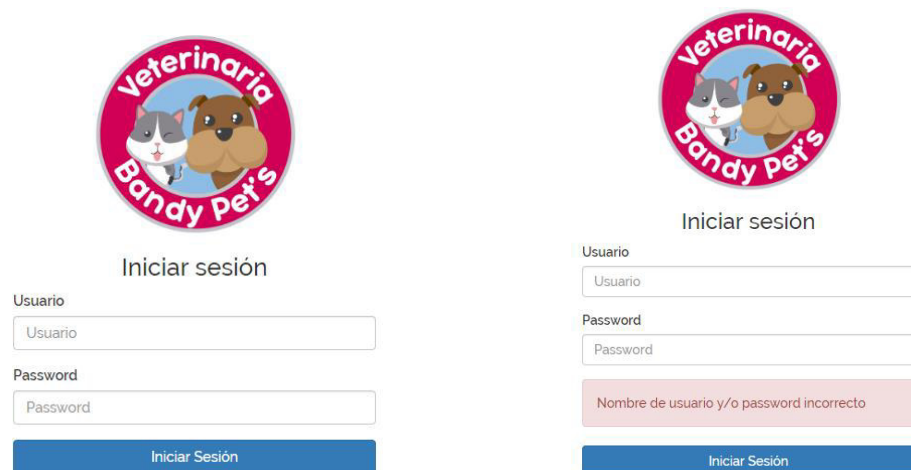 Veterinaria
Bandy Pet's
Iniciar sesión
Usuario
Usuario
Password
Password
Iniciar Sesión
Veterinaria
Bandy Pet's
Iniciar sesión
Usuario
Usuario
Password
Password
Nombre de usuario y/o password incorrecto
Iniciar Sesión